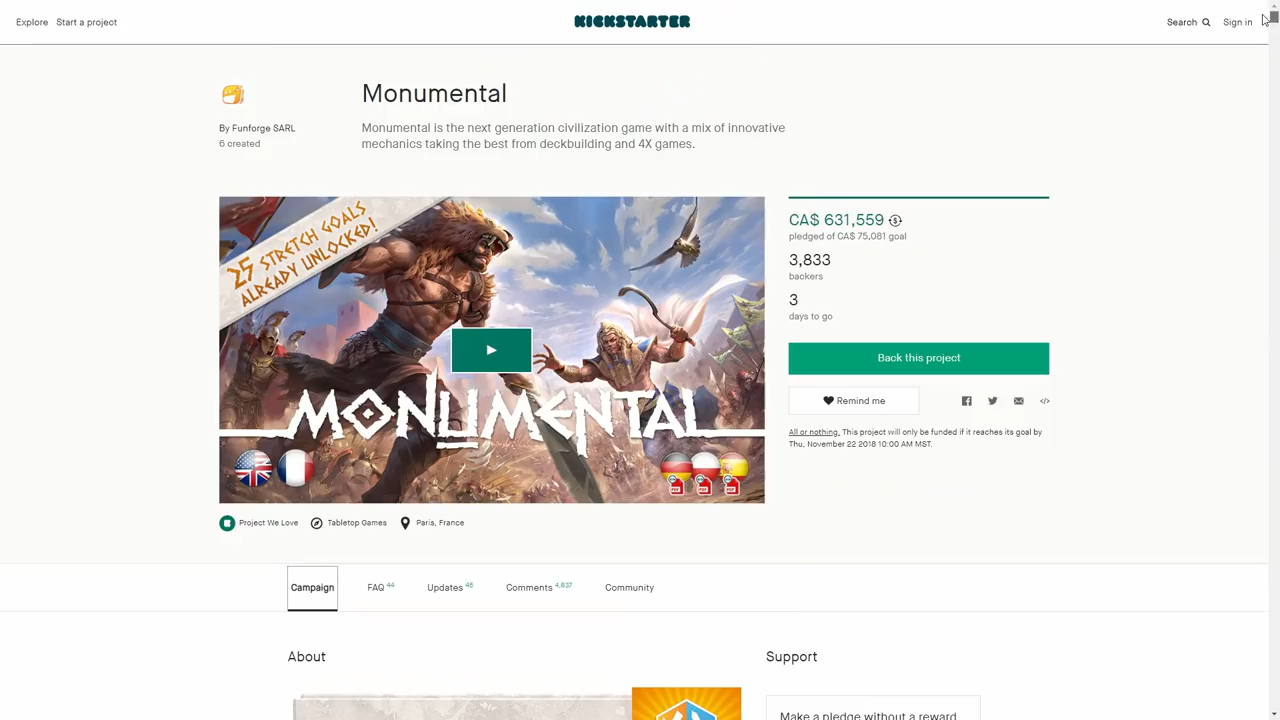 Explore Start a project
KICKSTARTER
Search Sign in
Monumental
By Funforge SARL
6 created
Monumental is the next generation civilization game with a mix of innovative
mechanics taking the best from deckbuilding and 4X games.
25 STRETCH GOALS
ALREADY UNLOCKED!
MONUMENTAL
PDF PDF PDF
CA$ 631,559
pledged of CA$ 75,081 goal
3,833
backers
3
days to go
Back this project
Remind me
All or nothing. This project will only be funded if it reaches its goal by
Thu, November 22 2018 10:00 AM MST.
Project We Love Tabletop Games Paris, France
Campaign FAQ 44 Updates 45 Comments 4,637 Community
About
Support
Make a pledge without a reward